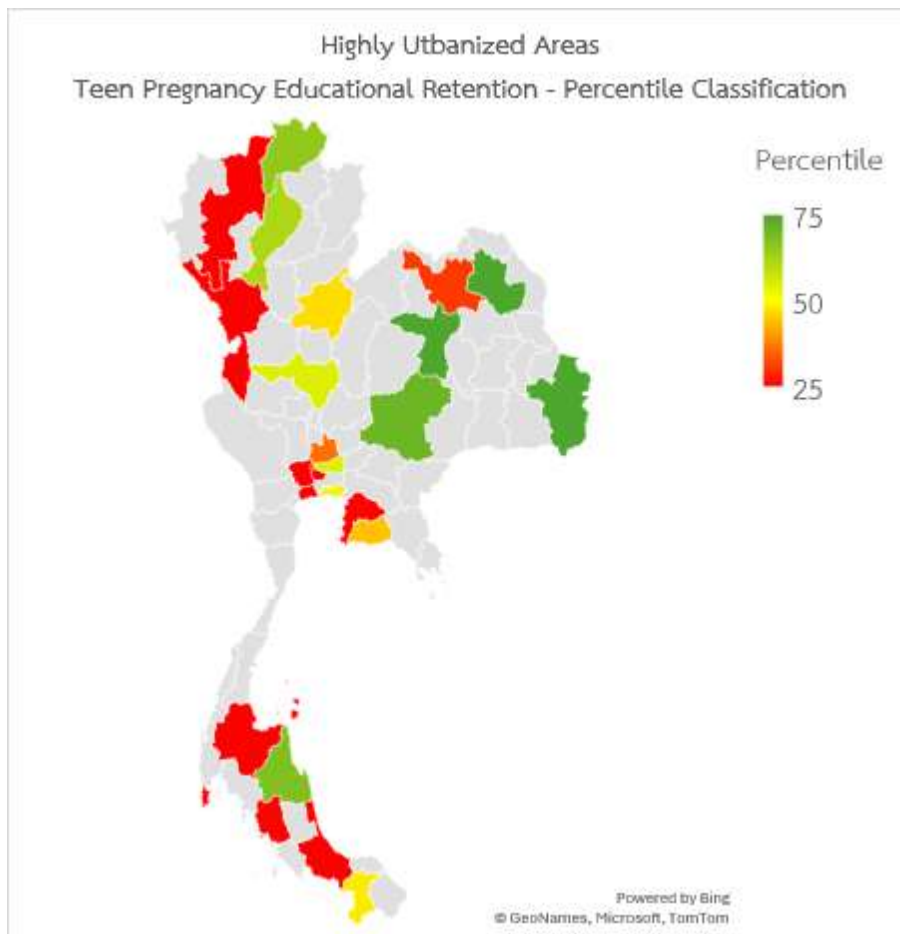 Highly Utbanized Areas
Teen Pregnancy Educational Retention - Percentile Classification
Percentile
75
50
25
Powered by Bing
© GeoNames, Microsoft, TomTom